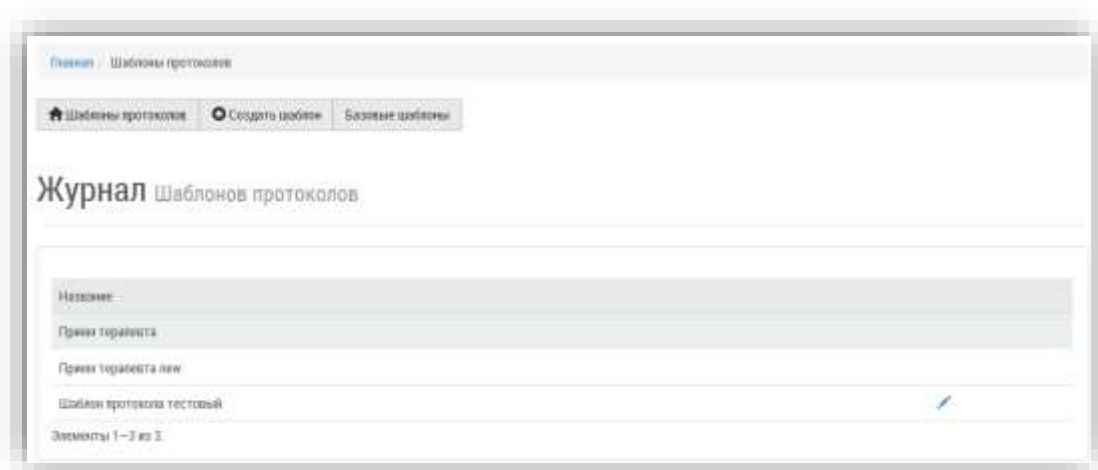 Главная / Шаблоны протоколов
Шаблоны протоколов Создать шаблон Базовые шаблоны
Журнал Шаблонов протоколов
Название
Прием терапевта
Прием терапевта new
Шаблон протокола тестовый
Элементы 1—3 из 3.